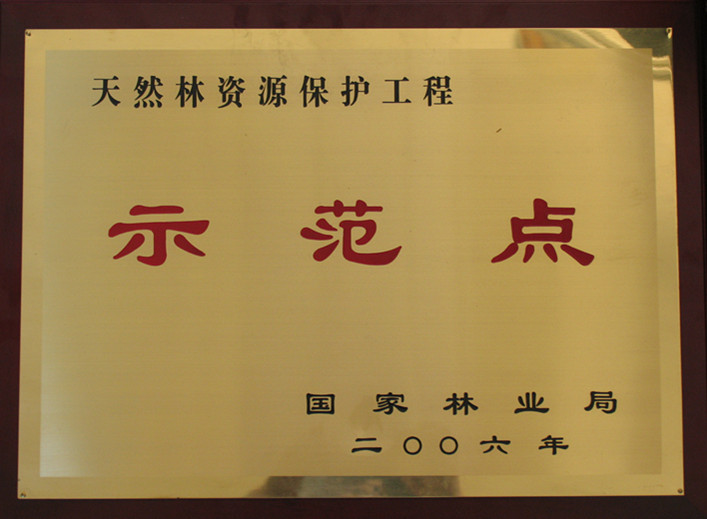 天然林资源保护工程
示范点
国家林业局
二〇〇六年